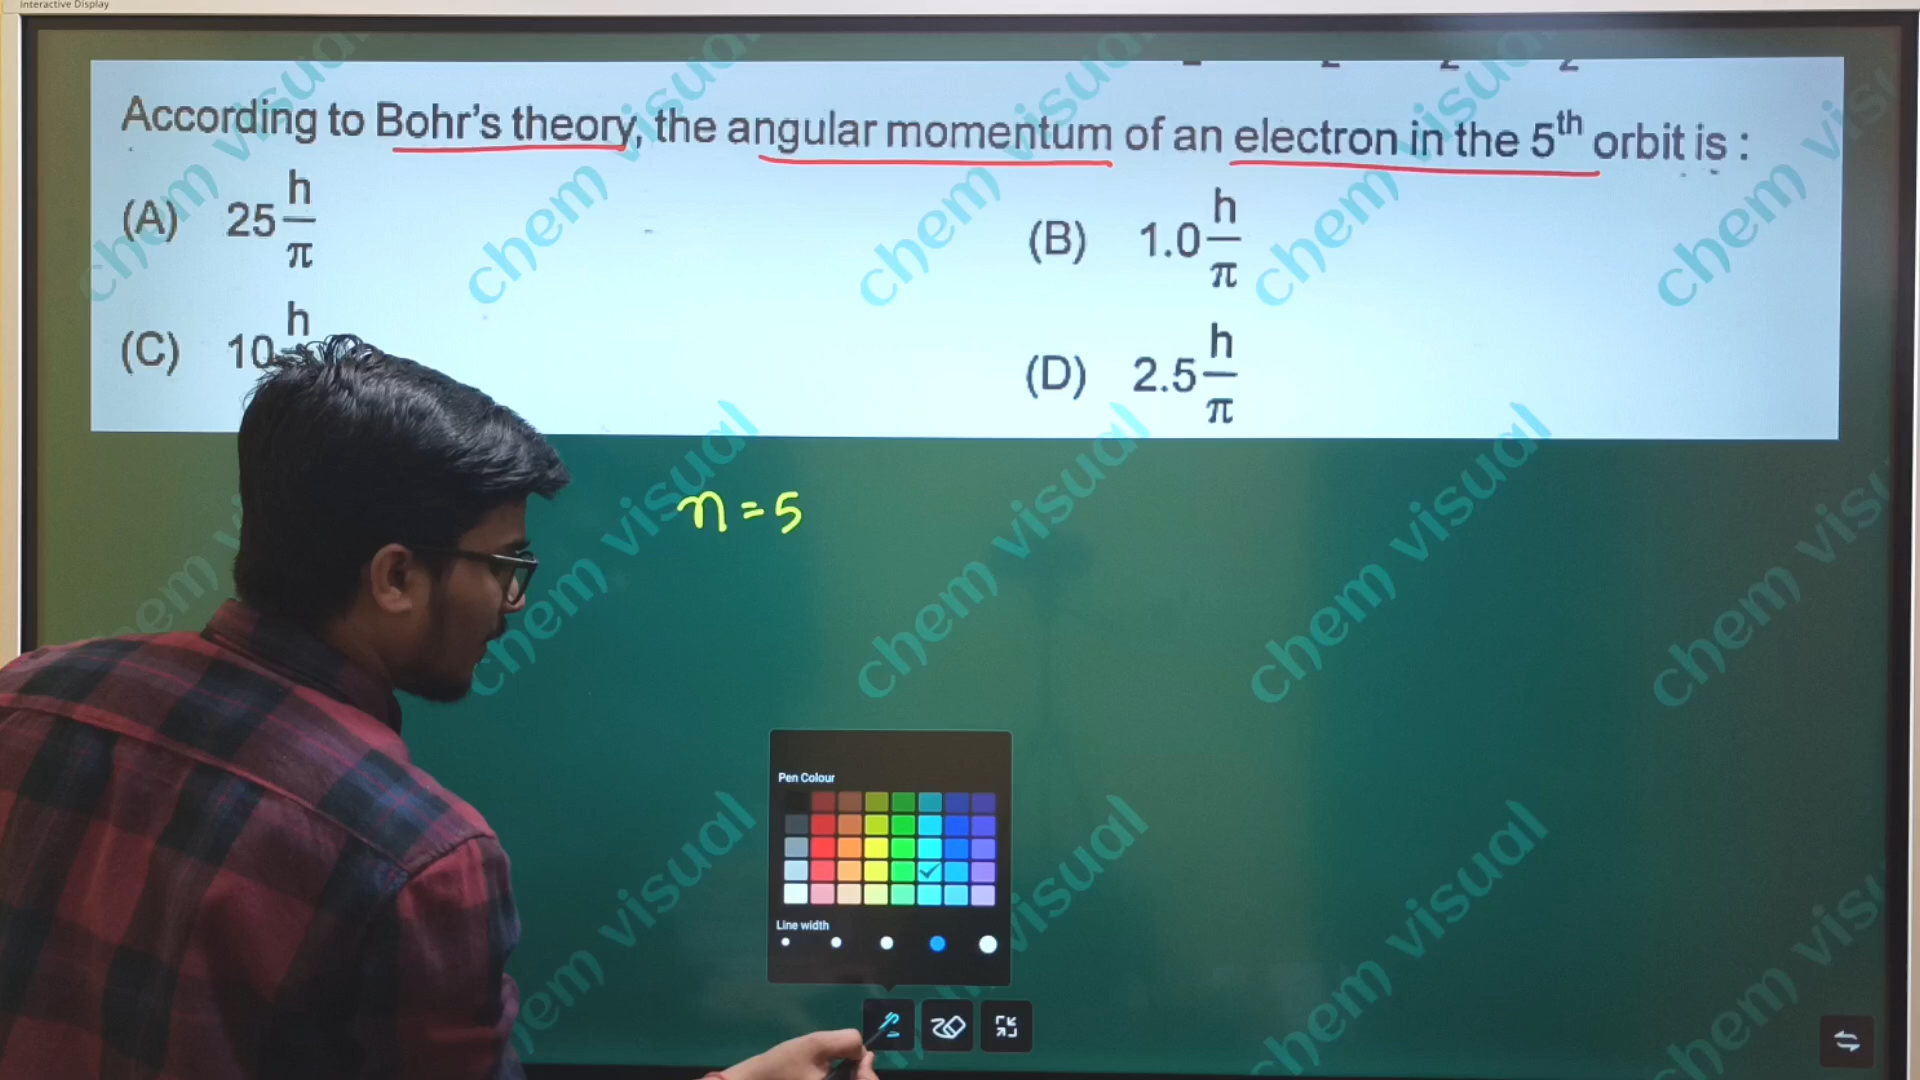 Interactive Display
According to Bohr's theory, the angular momentum of an electron in the 5th orbit is :
(A) 25 h/π (B) 1.0 h/π
(C) 10 h (D) 2.5 h/π
n = 5
Pen Colour
Line width
chem visual